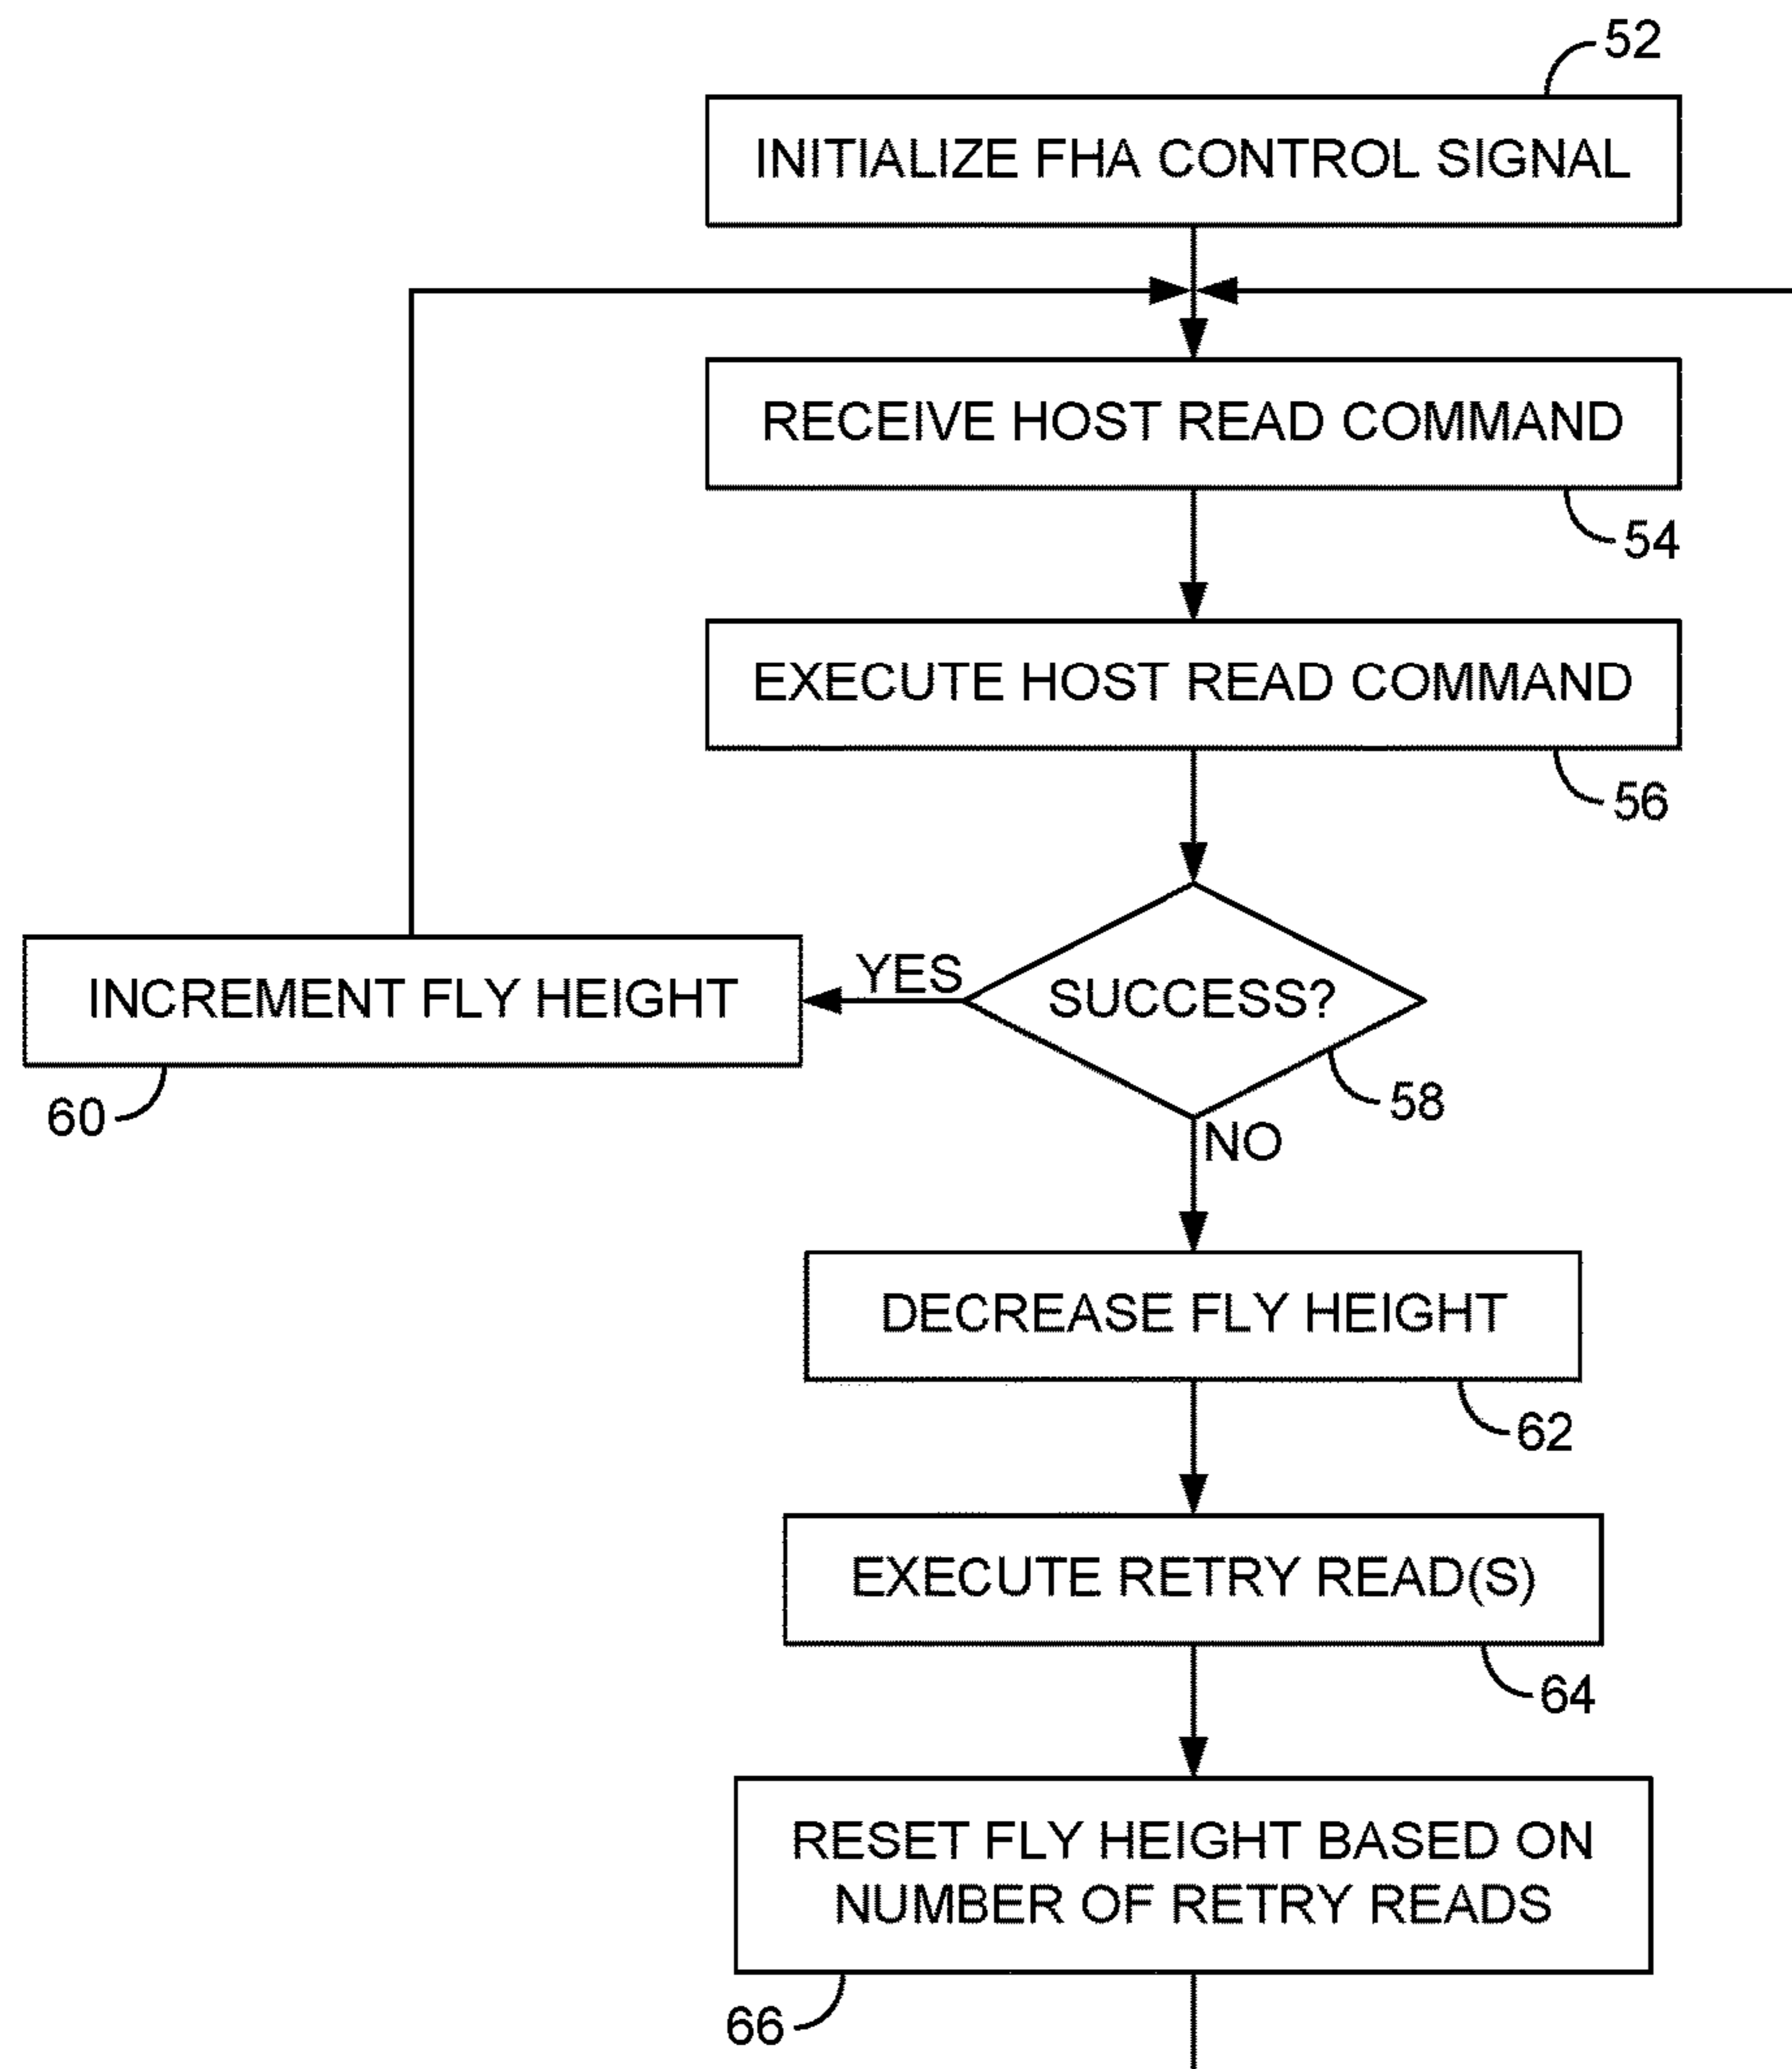 52
INITIALIZE FHA CONTROL SIGNAL
RECEIVE HOST READ COMMAND
54
EXECUTE HOST READ COMMAND
56
INCREMENT FLY HEIGHT
YES
SUCCESS?
60
58
NO
DECREASE FLY HEIGHT
62
EXECUTE RETRY READ(S)
64
RESET FLY HEIGHT BASED ON
NUMBER OF RETRY READS
66